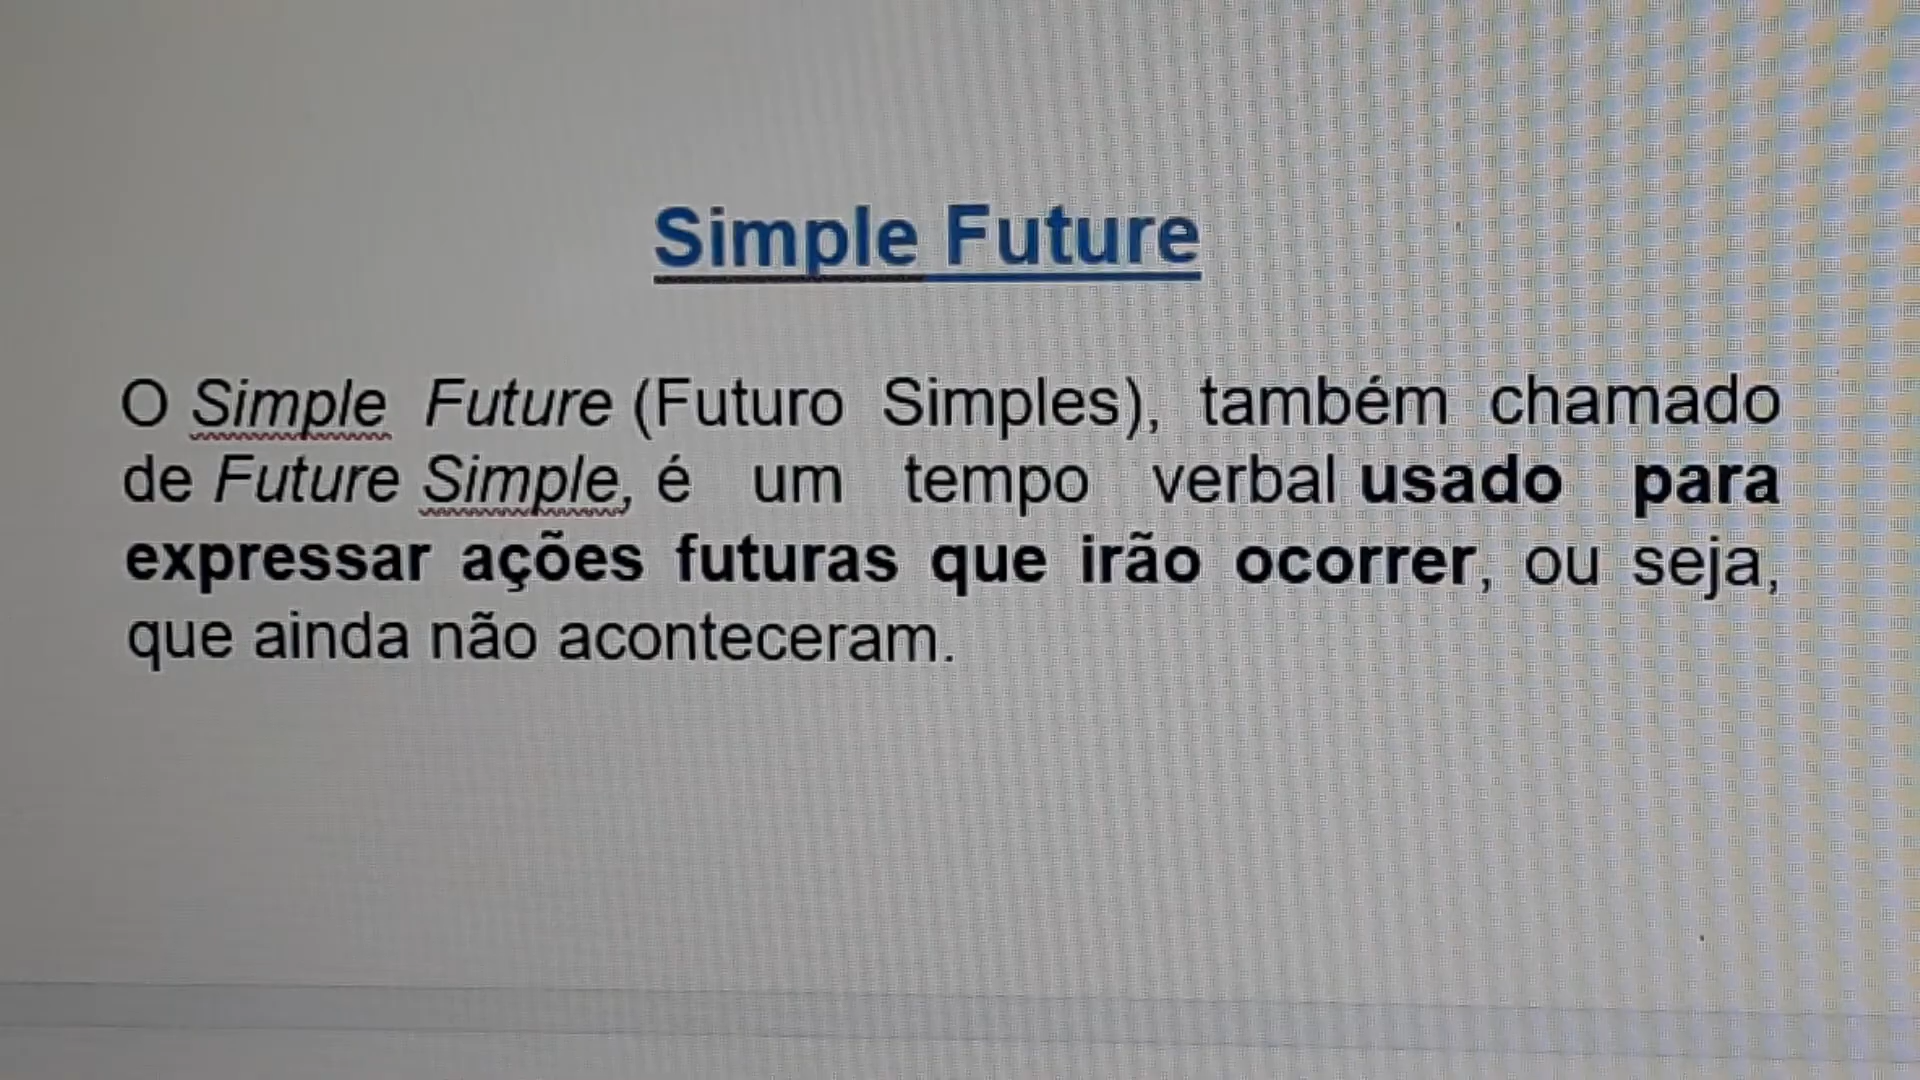 Simple Future
O Simple Future (Futuro Simples), também chamado
de Future Simple, é um tempo verbal usado para
expressar ações futuras que irão ocorrer, ou seja,
que ainda não aconteceram.